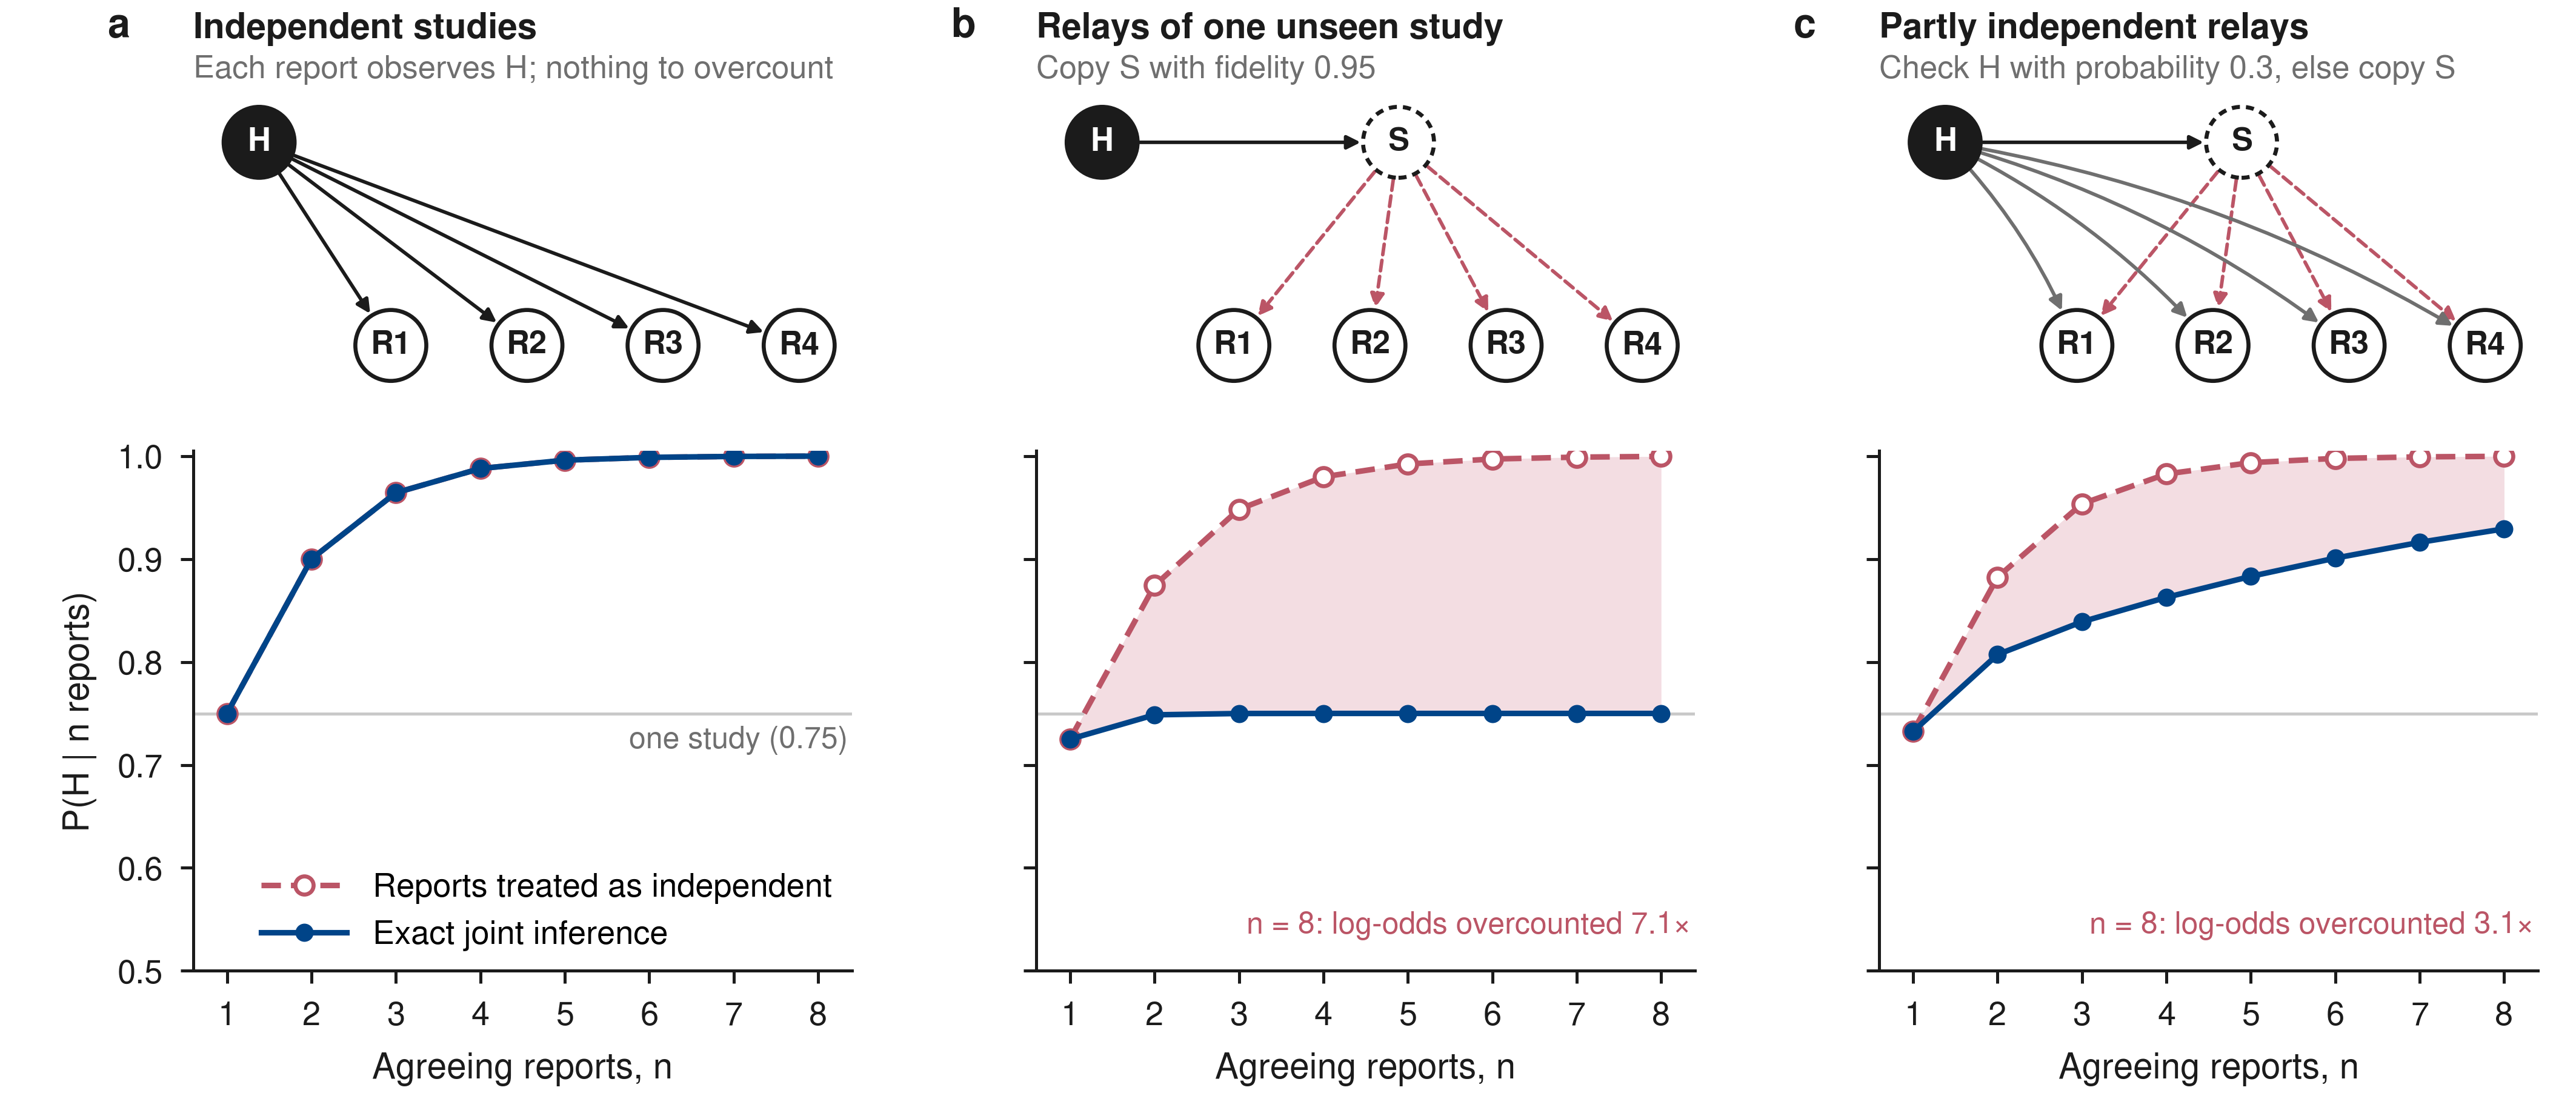 a Independent studies
Each report observes H; nothing to overcount
H
R1 R2 R3 R4
1.0
0.9
0.8
0.7
0.6
0.5
P(H | n reports)
one study (0.75)
Reports treated as independent
Exact joint inference
1 2 3 4 5 6 7 8
Agreeing reports, n
b Relays of one unseen study
Copy S with fidelity 0.95
H S
R1 R2 R3 R4
n = 8: log-odds overcounted 7.1×
1 2 3 4 5 6 7 8
Agreeing reports, n
c Partly independent relays
Check H with probability 0.3, else copy S
H S
R1 R2 R3 R4
n = 8: log-odds overcounted 3.1×
1 2 3 4 5 6 7 8
Agreeing reports, n